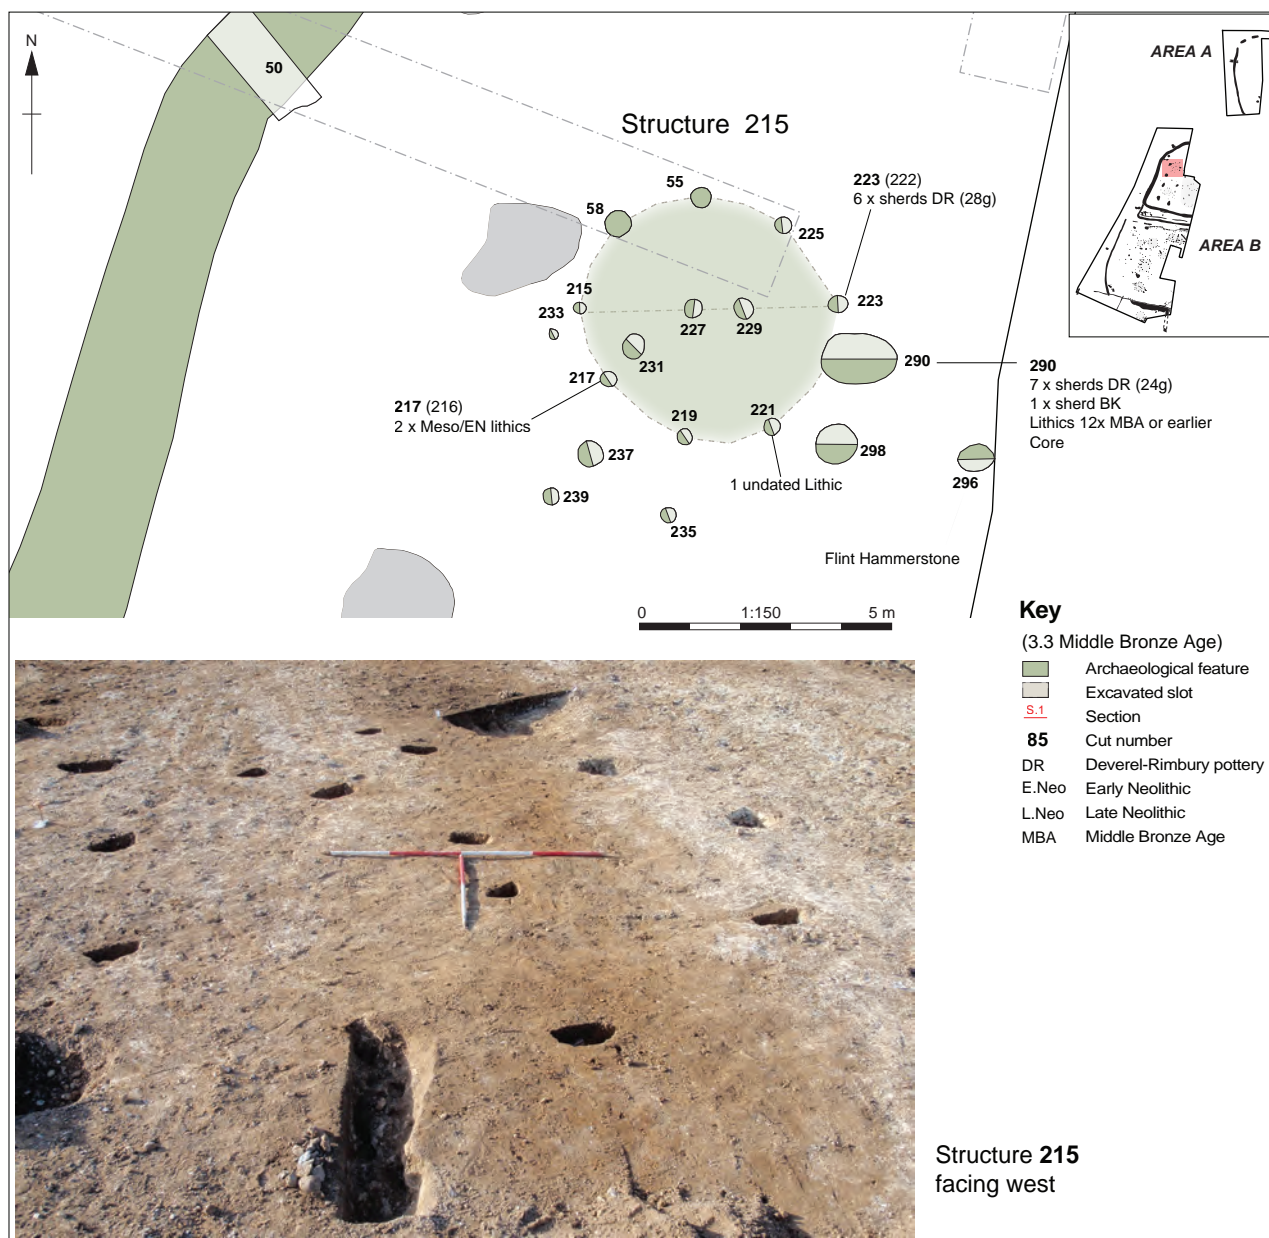 N
50
Structure 215
AREA A
AREA B
55
58
225
223 (222)
6 x sherds DR (28g)
215
233
227
229
223
231
290
290
7 x sherds DR (24g)
1 x sherd BK
Lithics 12x MBA or earlier
Core
217
217 (216)
2 x Meso/EN lithics
219
221
237
298
296
1 undated Lithic
239
235
Flint Hammerstone
0 1:150 5 m
Key
(3.3 Middle Bronze Age)
Archaeological feature
Excavated slot
S.1 Section
85 Cut number
DR Deverel-Rimbury pottery
E.Neo Early Neolithic
L.Neo Late Neolithic
MBA Middle Bronze Age
Structure 215
facing west